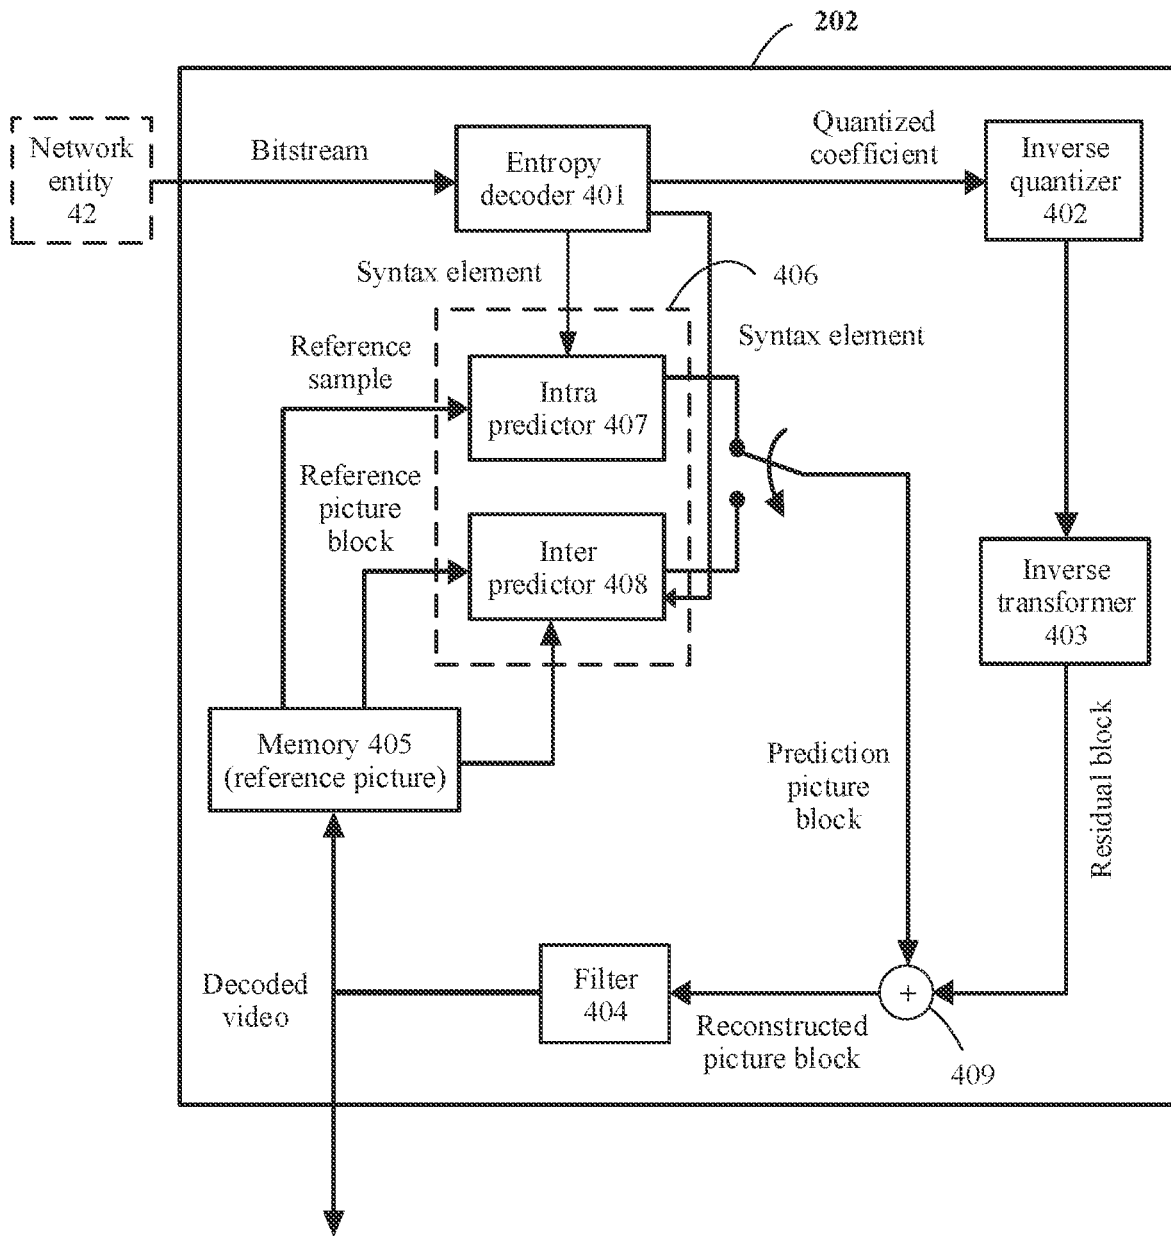 202
Network
entity
42
Bitstream
Entropy
decoder 401
Quantized
coefficient
Inverse
quantizer
402
Syntax element
406
Syntax element
Reference
sample
Intra
predictor 407
Reference
picture
block
Inter
predictor 408
Inverse
transformer
403
Memory 405
(reference picture)
Prediction
picture
block
Residual block
Decoded
video
Filter
404
+
Reconstructed
picture block
409